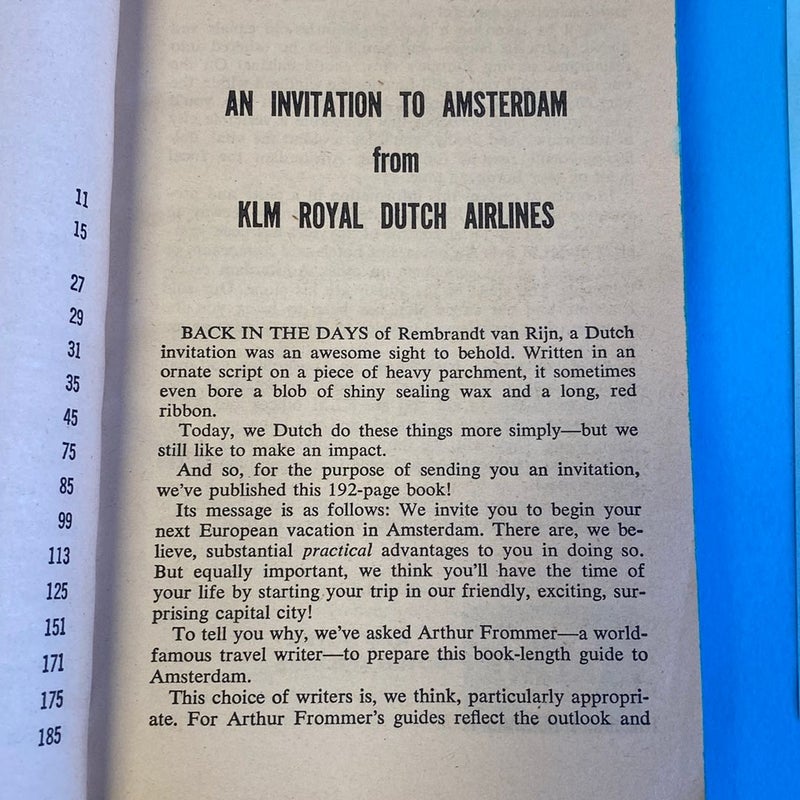 11
15
27
29
31
35
45
75
85
99
113
125
151
171
175
185
AN INVITATION TO AMSTERDAM
from
KLM ROYAL DUTCH AIRLINES
BACK IN THE DAYS of Rembrandt van Rijn, a Dutch
invitation was an awesome sight to behold. Written in an
ornate script on a piece of heavy parchment, it sometimes
even bore a blob of shiny sealing wax and a long, red
ribbon.
Today, we Dutch do these things more simply—but we
still like to make an impact.
And so, for the purpose of sending you an invitation,
we've published this 192-page book!
Its message is as follows: We invite you to begin your
next European vacation in Amsterdam. There are, we be-
lieve, substantial practical advantages to you in doing so.
But equally important, we think you'll have the time of
your life by starting your trip in our friendly, exciting, sur-
prising capital city!
To tell you why, we've asked Arthur Frommer—a world-
famous travel writer—to prepare this book-length guide to
Amsterdam.
This choice of writers is, we think, particularly appropri-
ate. For Arthur Frommer's guides reflect the outlook and